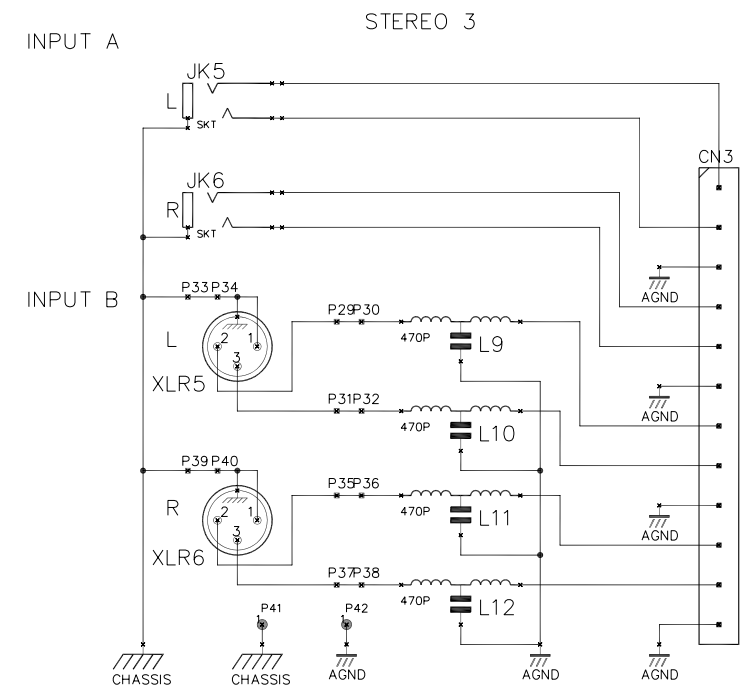 STEREO 3
INPUT A
JK5
L
SKT
CN3
JK6
R
SKT
AGND
INPUT B
P33 P34
P29 P30
L
2 1
3
470P
L9
XLR5
P31 P32
AGND
470P
L10
P39 P40
P35 P36
R
2 1
3
470P
L11
AGND
XLR6
P37 P38
470P
L12
P41
1
P42
1
CHASSIS
CHASSIS
AGND
AGND
AGND